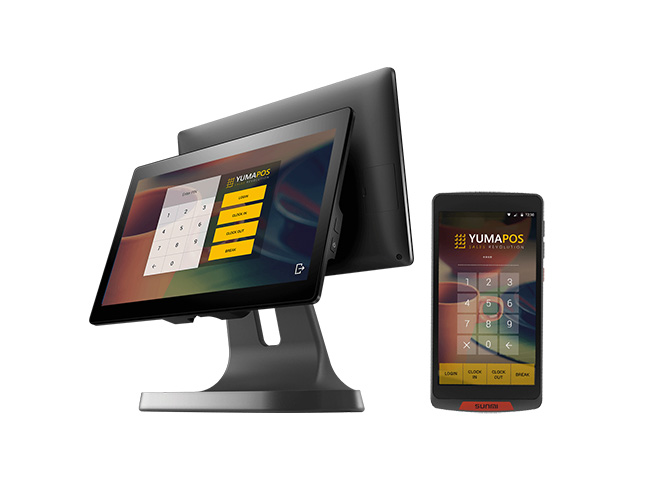 YUMAPOS
SALES REVOLUTION
LOGIN
CLOCK IN
CLOCK OUT
BREAK
1 2 3
4 5 6
7 8 9
← 0
YUMAPOS
SALES REVOLUTION
****
1 2 3
4 5 6
7 8 9
× 0 ←
LOGIN
CLOCK IN
CLOCK OUT
BREAK
SUNMI